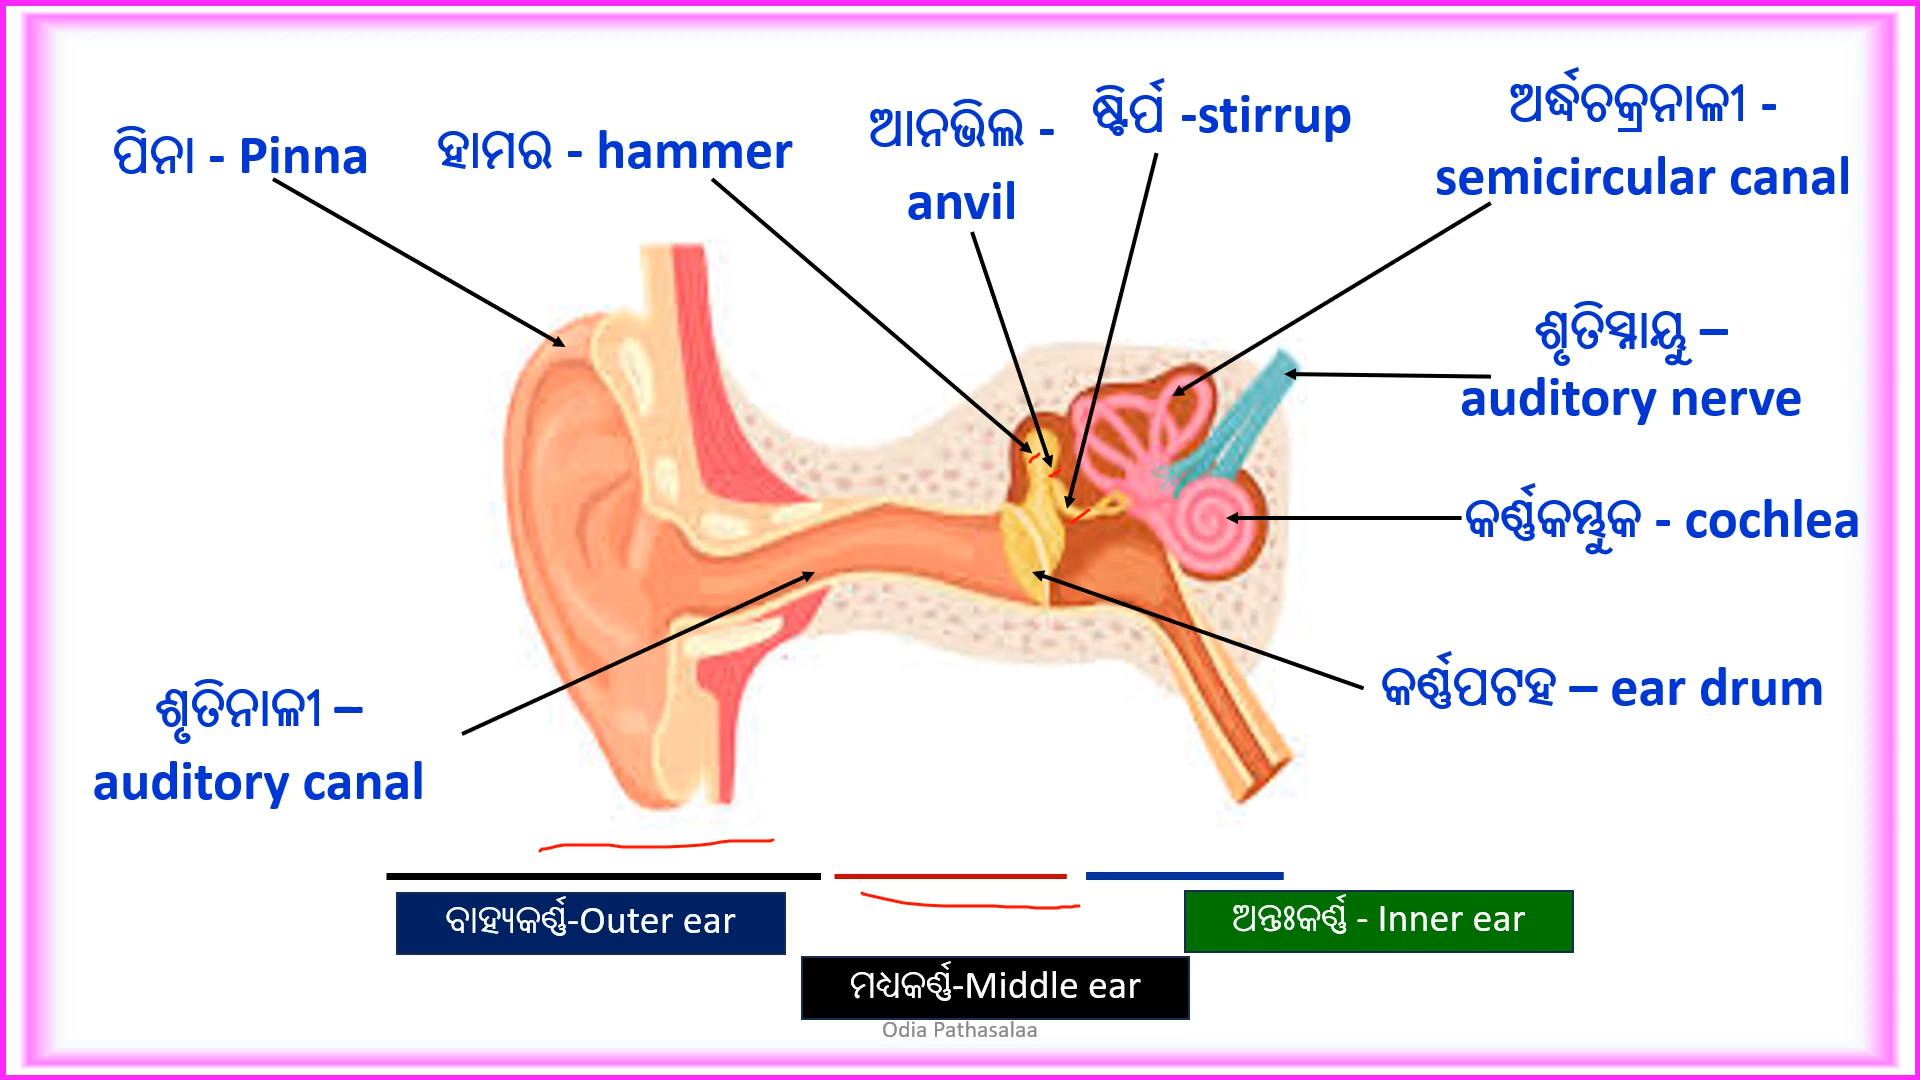 ପିନା - Pinna
ହାମର - hammer
ଆନଭିଲ -
anvil
ଷ୍ଟିର୍ପ -stirrup
ଅର୍ଦ୍ଧଚକ୍ରନାଳୀ -
semicircular canal
ଶୃତିସ୍ନାୟୁ –
auditory nerve
କର୍ଣ୍ଣକମ୍ଭୁକ - cochlea
କର୍ଣ୍ଣପଟହ – ear drum
ଶୃତିନାଳୀ –
auditory canal
ବାହ୍ୟକର୍ଣ୍ଣ-Outer ear
ଅନ୍ତଃକର୍ଣ୍ଣ - Inner ear
ମଧ୍ୟକର୍ଣ୍ଣ-Middle ear
Odia Pathasalaa